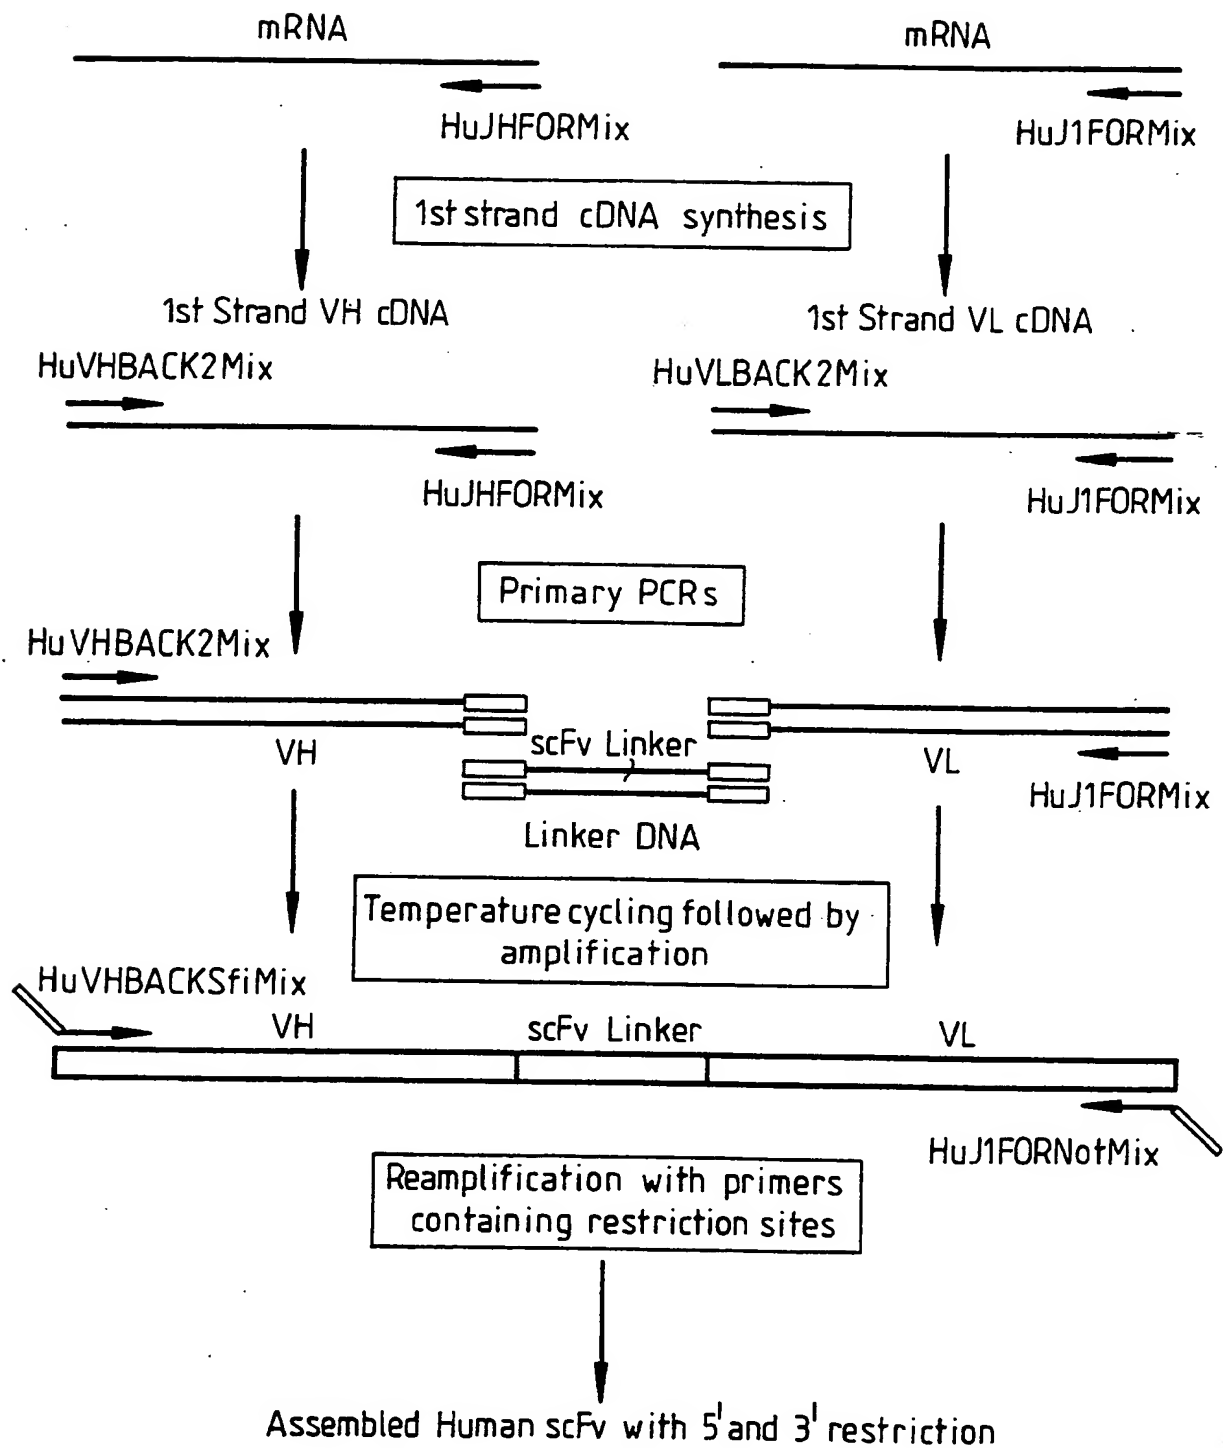 mRNA
mRNA
HuJHFORMix
HuJ1FORMix
1st strand cDNA synthesis
1st Strand VH cDNA
1st Strand VL cDNA
HuVHBACK2Mix
HuVLBACK2Mix
HuJHFORMix
HuJ1FORMix
Primary PCRs
HuVHBACK2Mix
VH
scFv Linker
VL
HuJ1FORMix
Linker DNA
Temperature cycling followed by
amplification
HuVHBACKSfiMix
VH
scFv Linker
VL
HuJ1FORNotMix
Reamplification with primers
containing restriction sites
Assembled Human scFv with 5' and 3' restriction